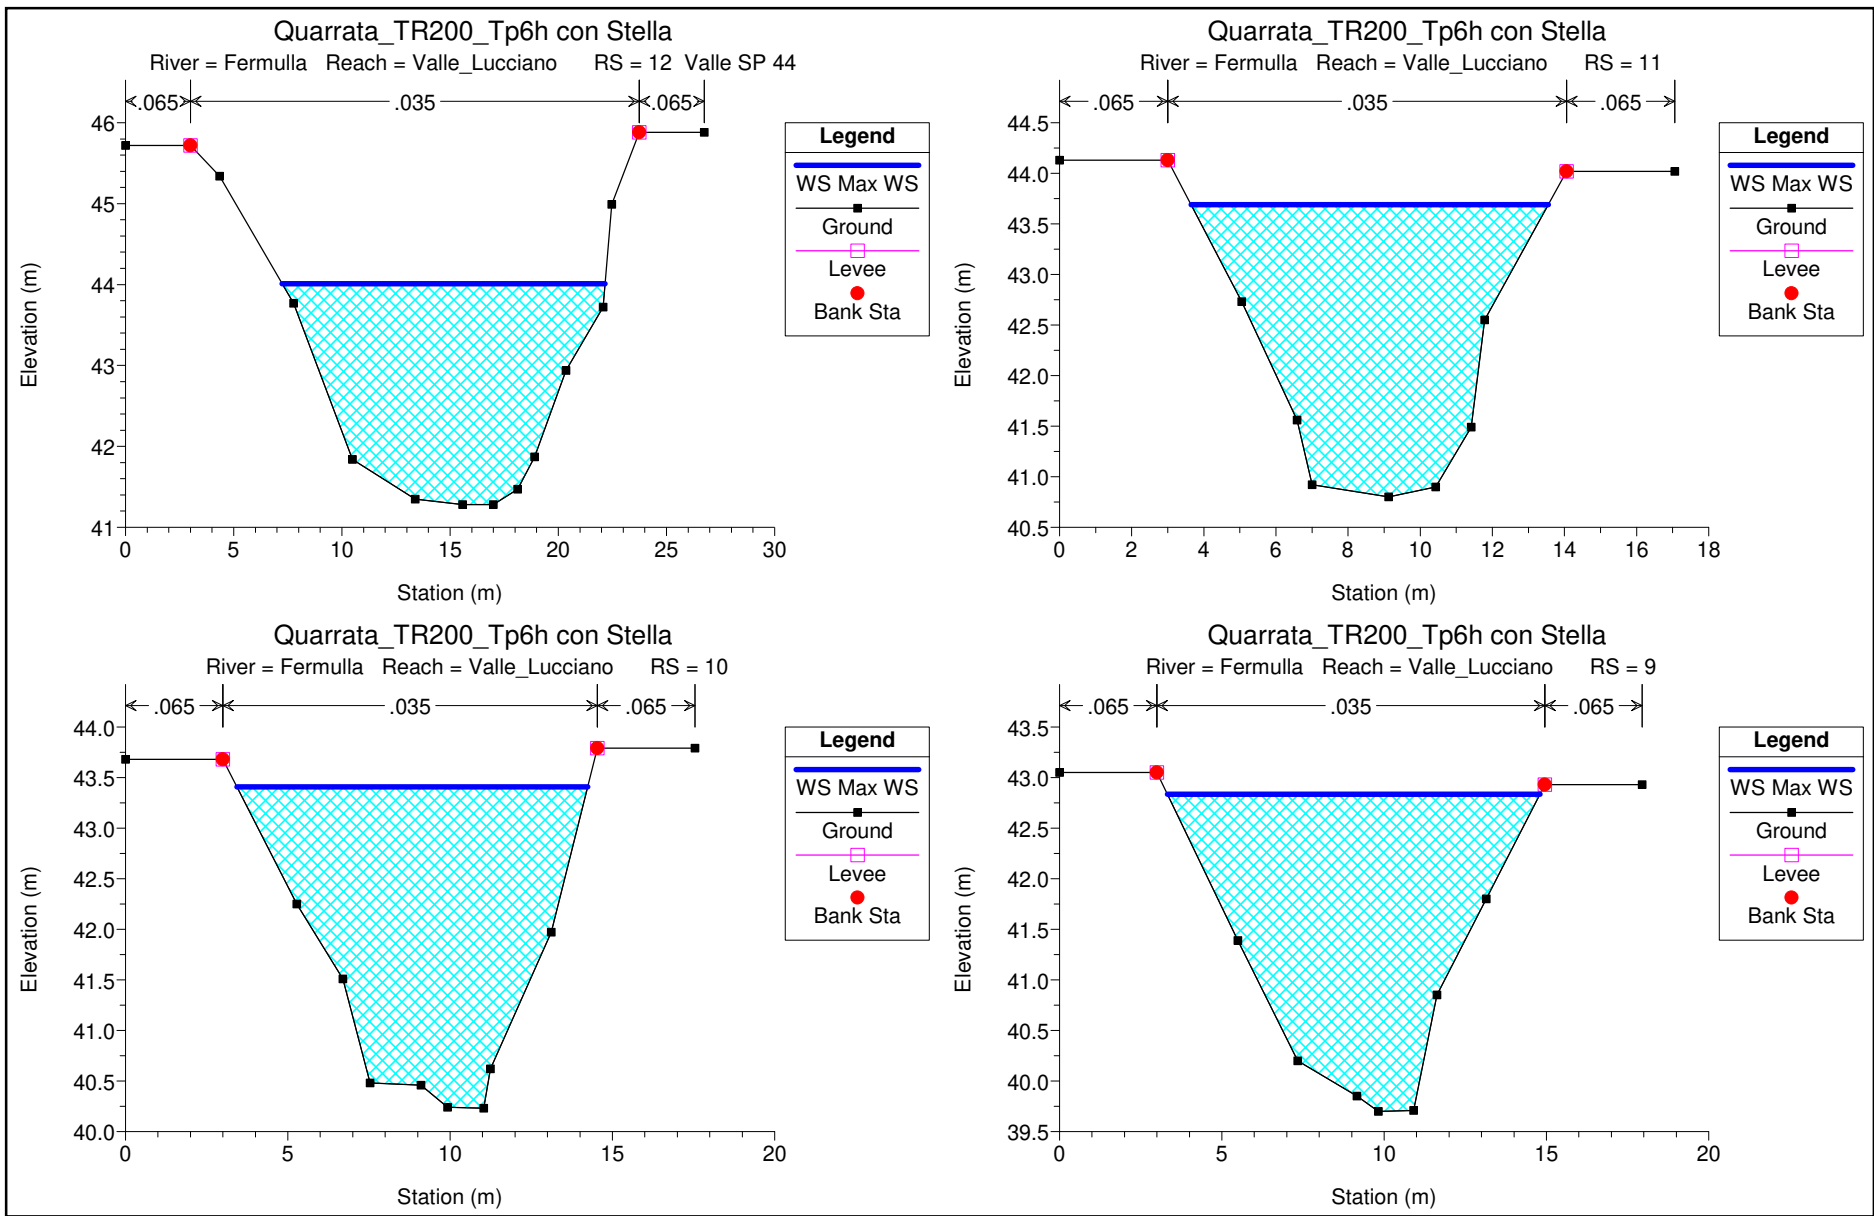 Quarrata_TR200_Tp6h con Stella
River = Fermulla Reach = Valle_Lucciano RS = 12 Valle SP 44
.065 .035 .065
46
45
44
43
42
41
0 5 10 15 20 25 30
Elevation (m)
Station (m)
Legend
WS Max WS
Ground
Levee
Bank Sta
Quarrata_TR200_Tp6h con Stella
River = Fermulla Reach = Valle_Lucciano RS = 11
.065 .035 .065
44.5
44.0
43.5
43.0
42.5
42.0
41.5
41.0
40.5
0 2 4 6 8 10 12 14 16 18
Elevation (m)
Station (m)
Legend
WS Max WS
Ground
Levee
Bank Sta
Quarrata_TR200_Tp6h con Stella
River = Fermulla Reach = Valle_Lucciano RS = 10
.065 .035 .065
44.0
43.5
43.0
42.5
42.0
41.5
41.0
40.5
40.0
0 5 10 15 20
Elevation (m)
Station (m)
Legend
WS Max WS
Ground
Levee
Bank Sta
Quarrata_TR200_Tp6h con Stella
River = Fermulla Reach = Valle_Lucciano RS = 9
.065 .035 .065
43.5
43.0
42.5
42.0
41.5
41.0
40.5
40.0
39.5
0 5 10 15 20
Elevation (m)
Station (m)
Legend
WS Max WS
Ground
Levee
Bank Sta